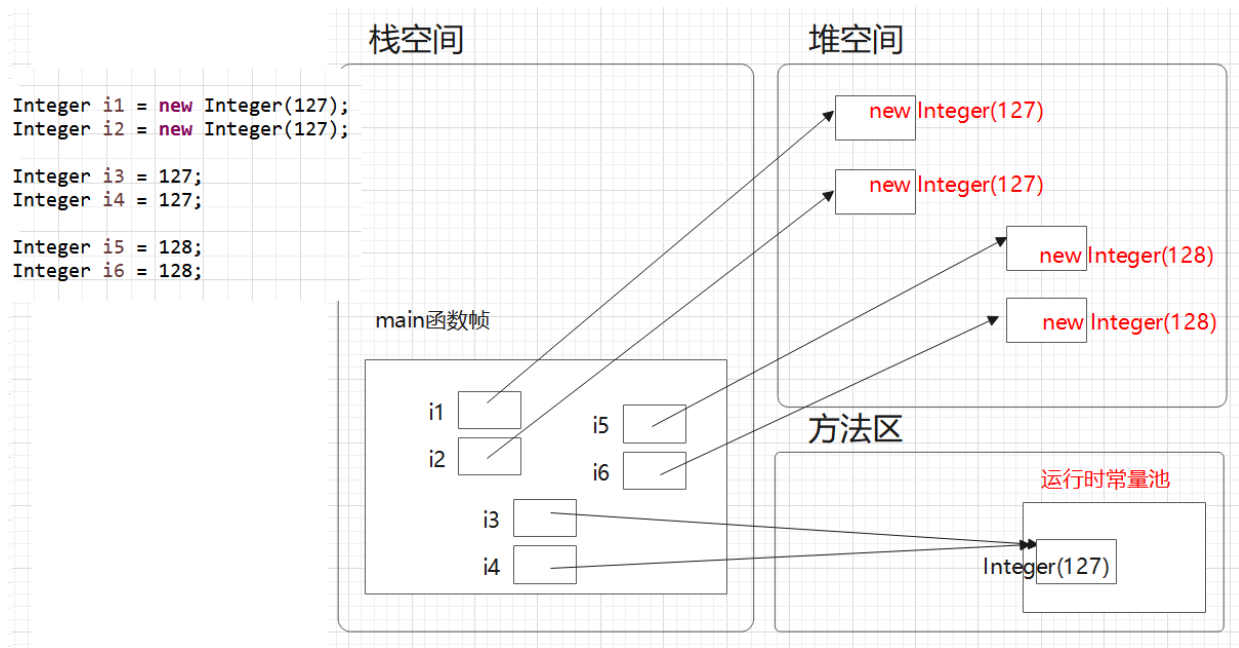 栈空间
堆空间
Integer i1 = new Integer(127);
Integer i2 = new Integer(127);
Integer i3 = 127;
Integer i4 = 127;
Integer i5 = 128;
Integer i6 = 128;
new Integer(127)
new Integer(127)
new Integer(128)
new Integer(128)
main函数帧
i1
i2
i5
i6
i3
i4
方法区
运行时常量池
Integer(127)